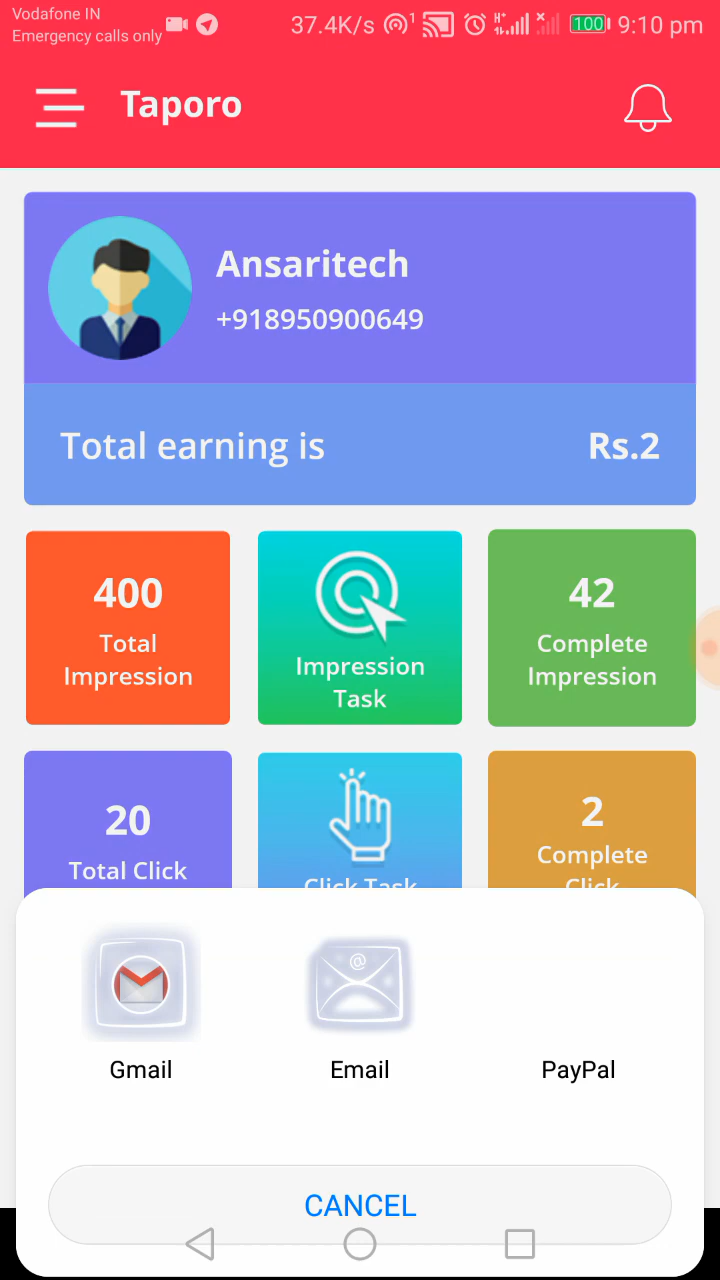 Vodafone IN
Emergency calls only
37.4K/s 1 H+ 100 9:10 pm
Taporo
Ansaritech
+918950900649
Total earning is Rs.2
400
Total
Impression
Impression
Task
42
Complete
Impression
20
Total Click
Click Task
2
Complete
Click
@
Gmail Email PayPal
CANCEL